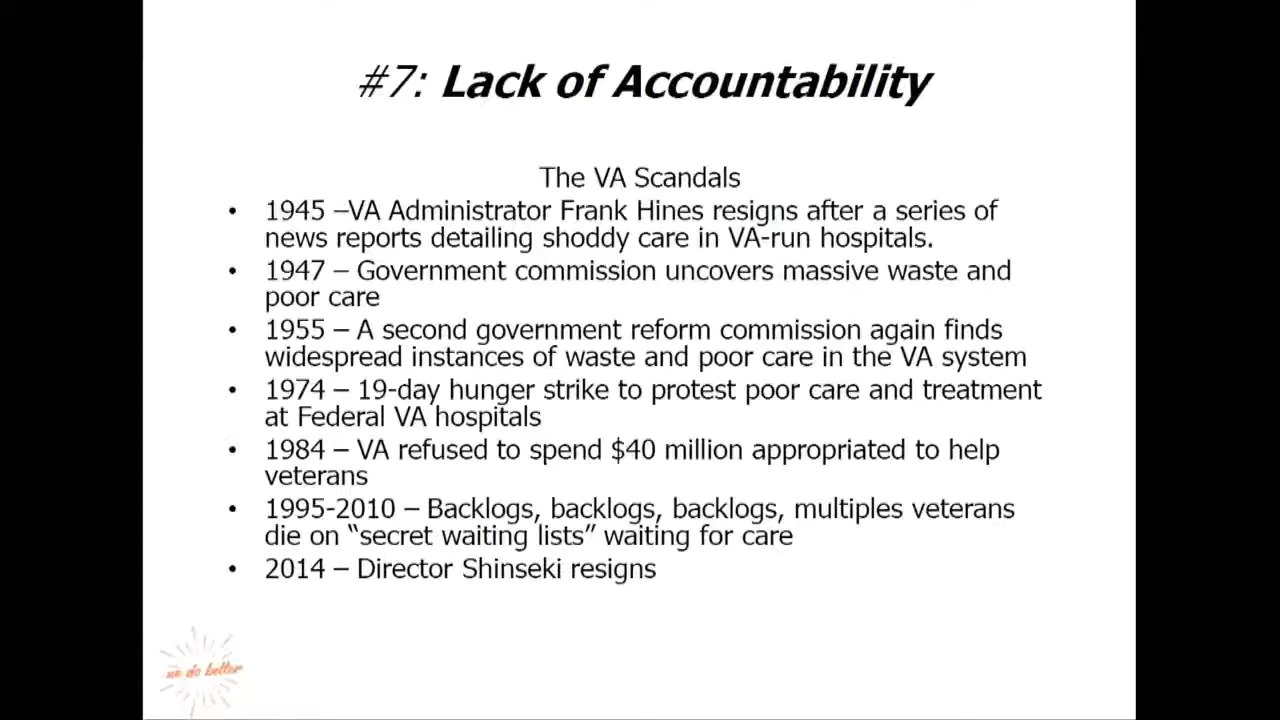 #7: Lack of Accountability
The VA Scandals
• 1945 –VA Administrator Frank Hines resigns after a series of
news reports detailing shoddy care in VA-run hospitals.
• 1947 – Government commission uncovers massive waste and
poor care
• 1955 – A second government reform commission again finds
widespread instances of waste and poor care in the VA system
• 1974 – 19-day hunger strike to protest poor care and treatment
at Federal VA hospitals
• 1984 – VA refused to spend $40 million appropriated to help
veterans
• 1995-2010 – Backlogs, backlogs, backlogs, multiples veterans
die on “secret waiting lists” waiting for care
• 2014 – Director Shinseki resigns
we do better